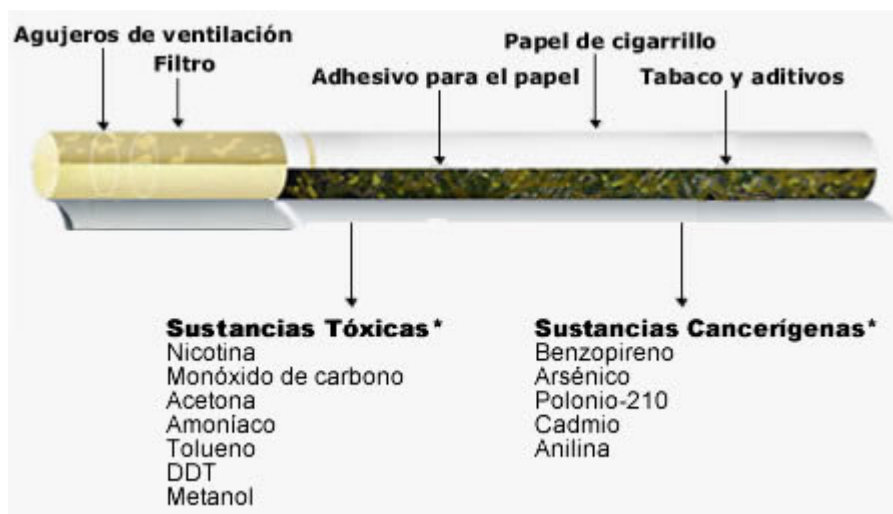 Agujeros de ventilación
Filtro
Papel de cigarrillo
Adhesivo para el papel
Tabaco y aditivos
Sustancias Tóxicas*
Nicotina
Monóxido de carbono
Acetona
Amoníaco
Tolueno
DDT
Metanol
Sustancias Cancerígenas*
Benzopireno
Arsénico
Polonio-210
Cadmio
Anilina